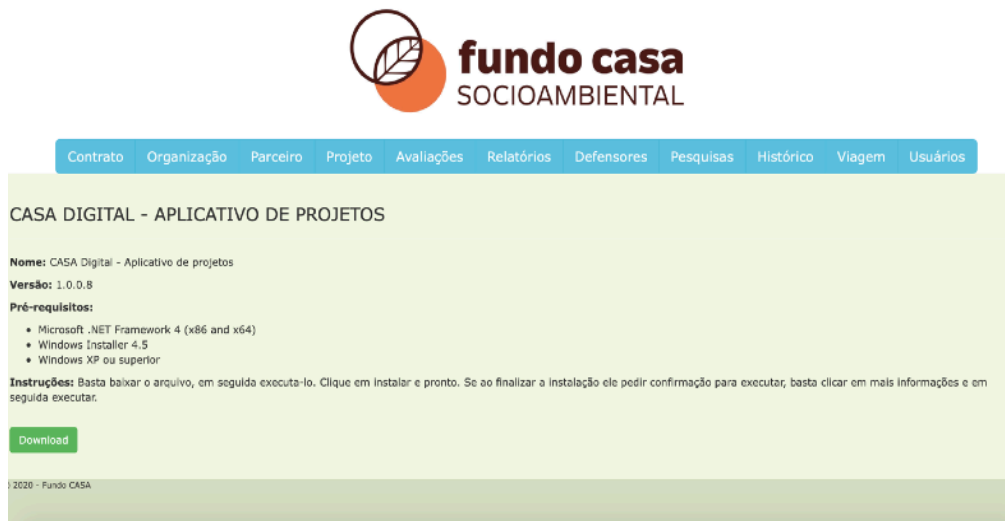 fundo casa
SOCIOAMBIENTAL
Contrato Organização Parceiro Projeto Avaliações Relatórios Defensores Pesquisas Histórico Viagem Usuários
CASA DIGITAL - APLICATIVO DE PROJETOS
Nome: CASA Digital - Aplicativo de projetos
Versão: 1.0.0.8
Pré-requisitos:
• Microsoft .NET Framework 4 (x86 and x64)
• Windows Installer 4.5
• Windows XP ou superior
Instruções: Basta baixar o arquivo, em seguida executa-lo. Clique em instalar e pronto. Se ao finalizar a instalação ele pedir confirmação para executar, basta clicar em mais informações e em
seguida executar.
Download
© 2020 - Fundo CASA